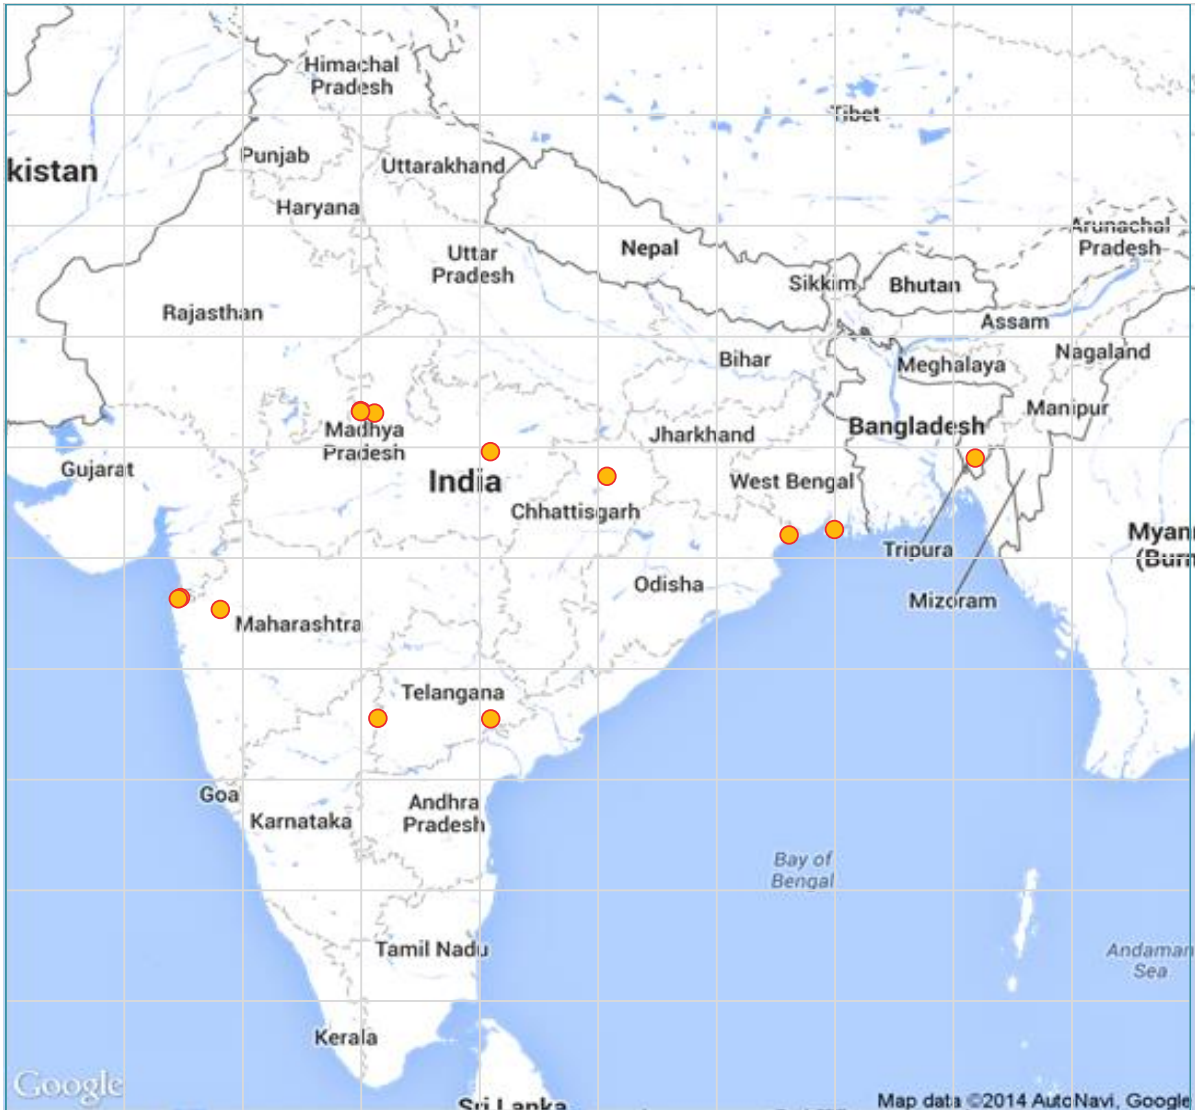 Himachal
Pradesh
Tibet
Punjab
Uttarakhand
kistan
Haryana
Arunachal
Pradesh
Uttar
Pradesh
Nepal
Sikkim
Bhutan
Rajasthan
Assam
Bihar
Nagaland
Meghalaya
Manipur
Madhya
Pradesh
Jharkhand
Bangladesh
Gujarat
India
West Bengal
Chhattisgarh
Myanı
(Burn
Tripura
Odisha
Mizoram
Maharashtra
Telangana
Goa
Karnataka
Andhra
Pradesh
Bay of
Bengal
Tamil Nadu
Andaman
Sea
Kerala
Google
Sri Lanka
Map data ©2014 AutoNavi, Google